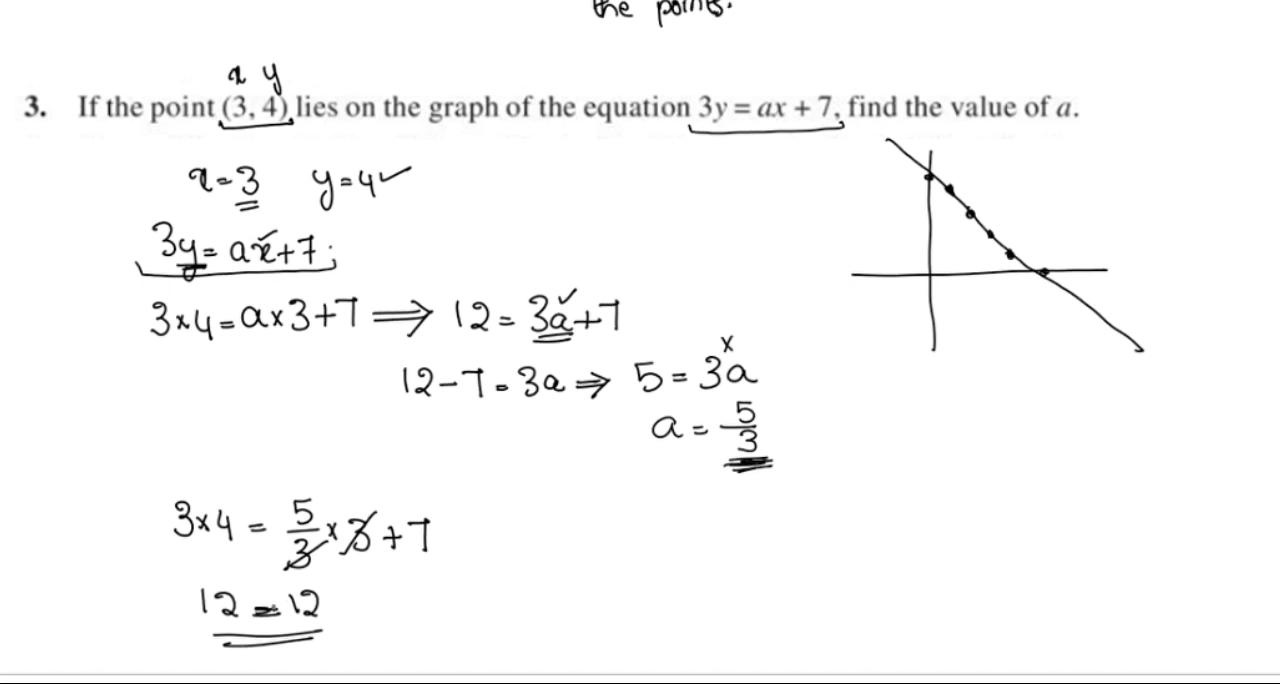 the points.
x y
3. If the point (3, 4) lies on the graph of the equation 3y = ax + 7, find the value of a.
x=3 y=4✓
3y = ax+7;
3×4=a×3+7 ⇒ 12 = 3a+7
12-7=3a ⇒ 5=3a
a = 5/3
3×4 = 5/3 × 3 + 7
12 = 12